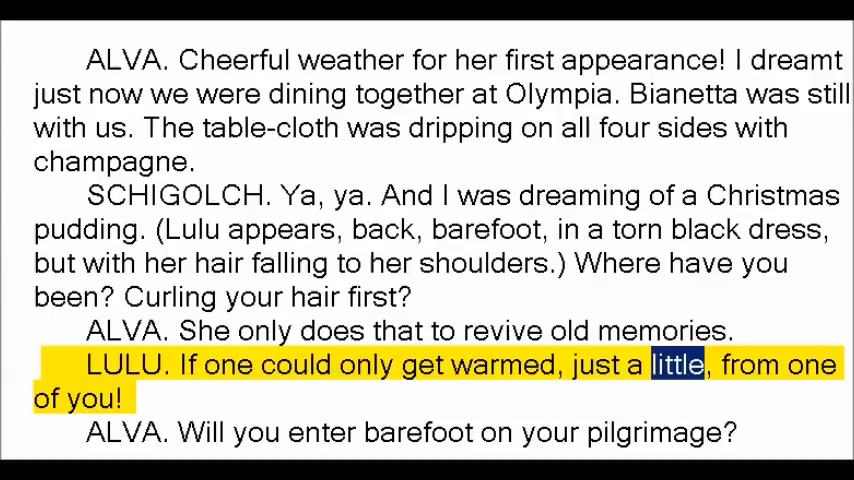 ALVA. Cheerful weather for her first appearance! I dreamt
just now we were dining together at Olympia. Bianetta was still
with us. The table-cloth was dripping on all four sides with
champagne.
SCHIGOLCH. Ya, ya. And I was dreaming of a Christmas
pudding. (Lulu appears, back, barefoot, in a torn black dress,
but with her hair falling to her shoulders.) Where have you
been? Curling your hair first?
ALVA. She only does that to revive old memories.
LULU. If one could only get warmed, just a little, from one
of you!
ALVA. Will you enter barefoot on your pilgrimage?